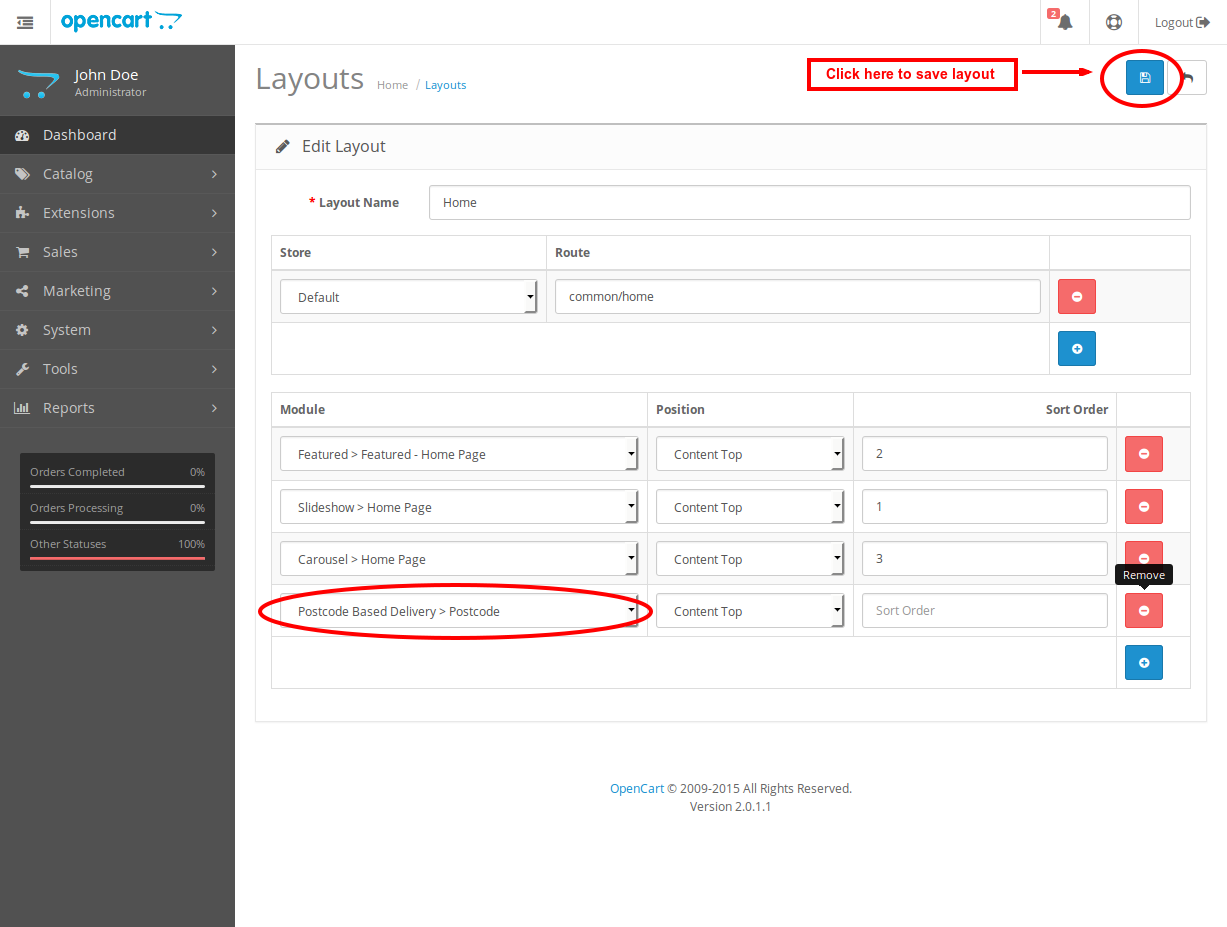 opencart
2
Logout
John Doe
Administrator
Layouts Home / Layouts
Click here to save layout
Dashboard
Catalog
Extensions
Sales
Marketing
System
Tools
Reports
Orders Completed 0%
Orders Processing 0%
Other Statuses 100%
Edit Layout
* Layout Name Home
Store Route
Default common/home
Module Position Sort Order
Featured > Featured - Home Page Content Top 2
Slideshow > Home Page Content Top 1
Carousel > Home Page Content Top 3
Remove
Postcode Based Delivery > Postcode Content Top Sort Order
OpenCart © 2009-2015 All Rights Reserved.
Version 2.0.1.1